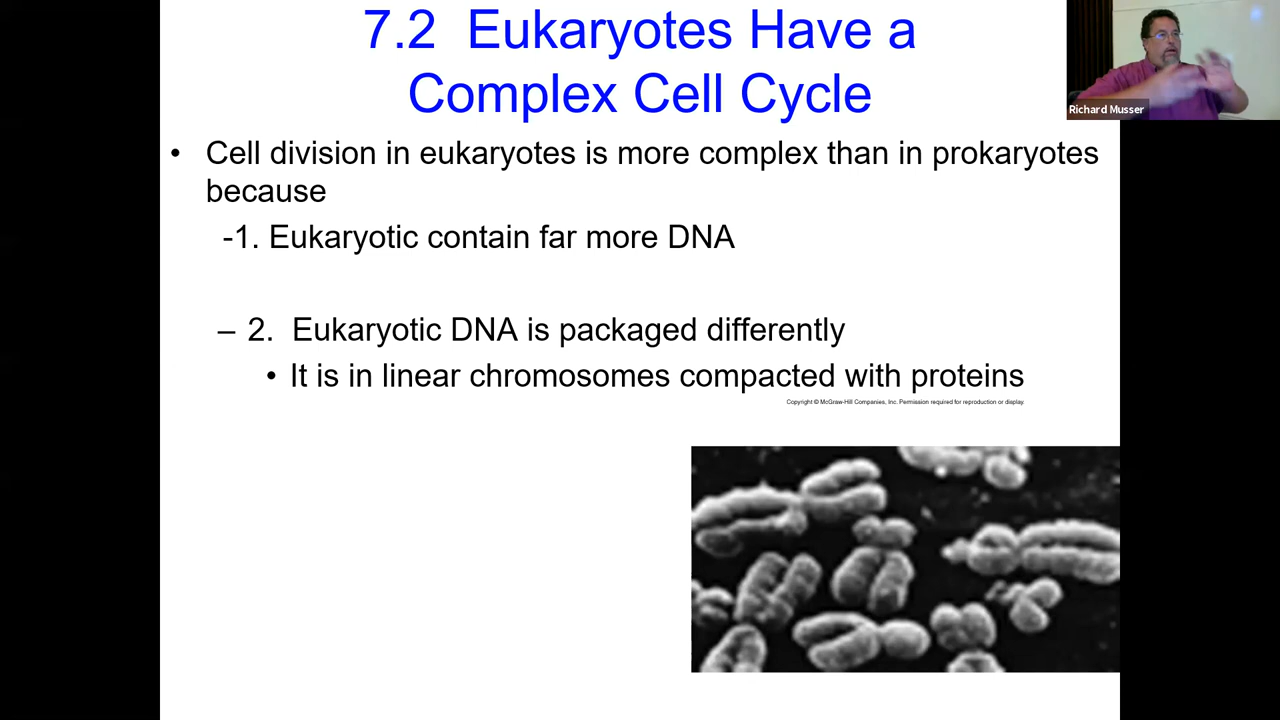 7.2 Eukaryotes Have a
Complex Cell Cycle
Richard Musser
• Cell division in eukaryotes is more complex than in prokaryotes
because
-1. Eukaryotic contain far more DNA
– 2. Eukaryotic DNA is packaged differently
• It is in linear chromosomes compacted with proteins
Copyright © McGraw-Hill Companies, Inc. Permission required for reproduction or display.